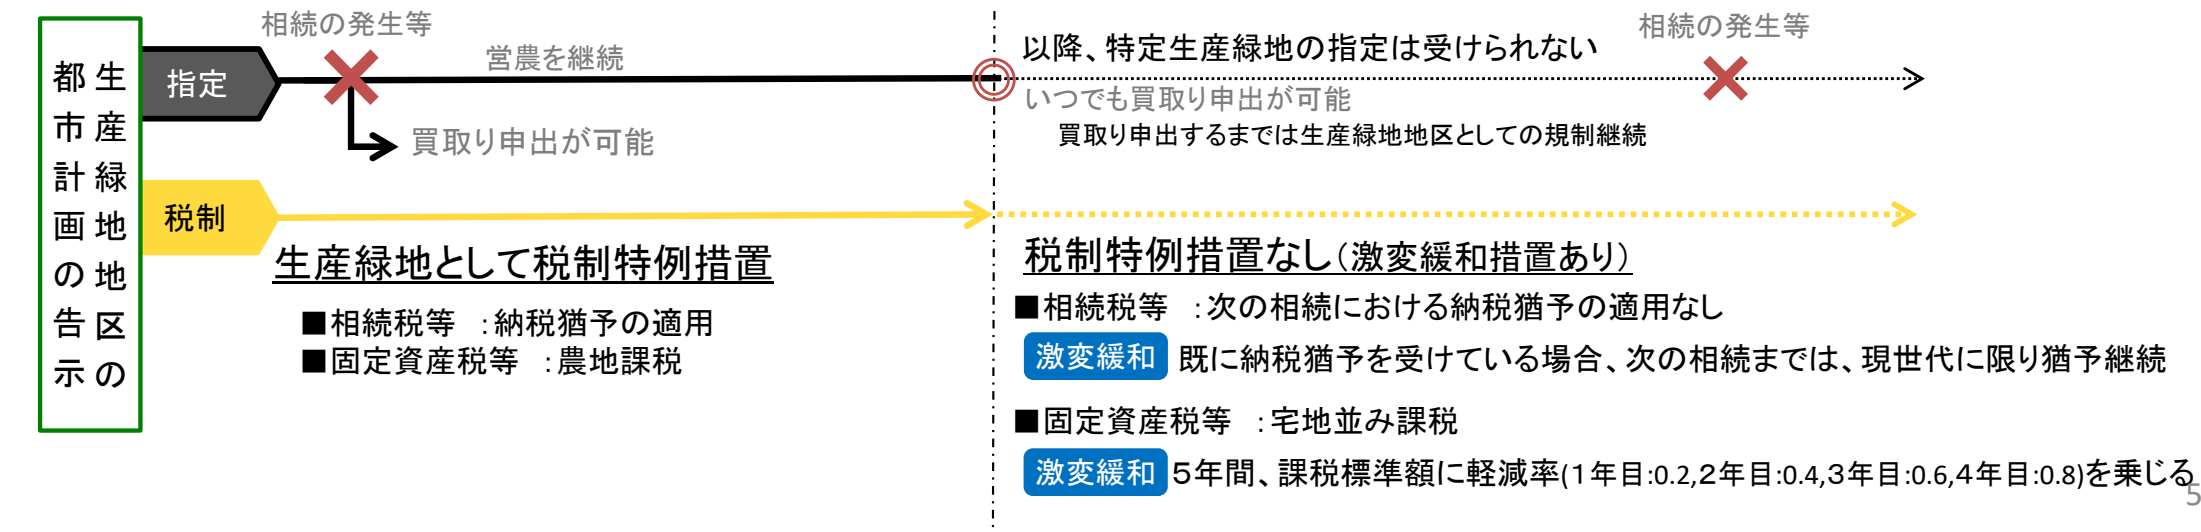 生産緑地地区の
都市計画の告示
指定
相続の発生等
営農を継続
買取り申出が可能
以降、特定生産緑地の指定は受けられない
相続の発生等
いつでも買取り申出が可能
買取り申出するまでは生産緑地地区としての規制継続
税制
生産緑地として税制特例措置
■相続税等　：納税猶予の適用
■固定資産税等　：農地課税
税制特例措置なし（激変緩和措置あり）
■相続税等　：次の相続における納税猶予の適用なし
激変緩和 既に納税猶予を受けている場合、次の相続までは、現世代に限り猶予継続
■固定資産税等　：宅地並み課税
激変緩和 ５年間、課税標準額に軽減率(１年目:0.2,２年目:0.4,３年目:0.6,４年目:0.8)を乗じる
5